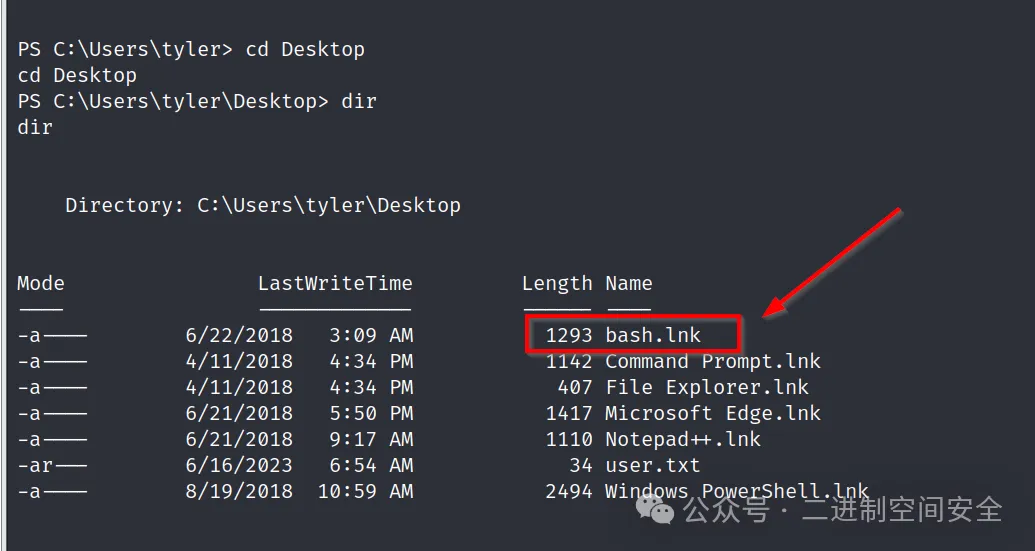 PS C:\Users\tyler> cd Desktop
cd Desktop
PS C:\Users\tyler\Desktop> dir
dir
Directory: C:\Users\tyler\Desktop
Mode LastWriteTime Length Name
---- ------------- ------ ----
-a---- 6/22/2018 3:09 AM 1293 bash.lnk
-a---- 4/11/2018 4:34 PM 1142 Command Prompt.lnk
-a---- 4/11/2018 4:34 PM 407 File Explorer.lnk
-a---- 6/21/2018 5:50 PM 1417 Microsoft Edge.lnk
-a---- 6/21/2018 9:17 AM 1110 Notepad++.lnk
-ar--- 6/16/2023 6:54 AM 34 user.txt
-a---- 8/19/2018 10:59 AM 2494 Windows PowerShell.lnk
公众号 · 二进制空间安全